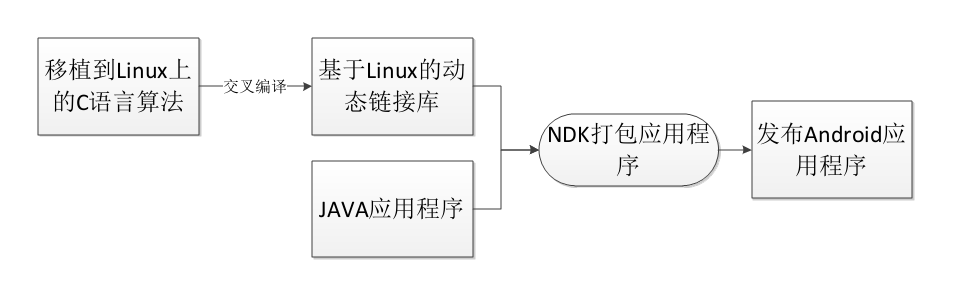 移植到Linux上
的C语言算法
交叉编译
基于Linux的动
态链接库
JAVA应用程序
NDK打包应用程
序
发布Android应
用程序